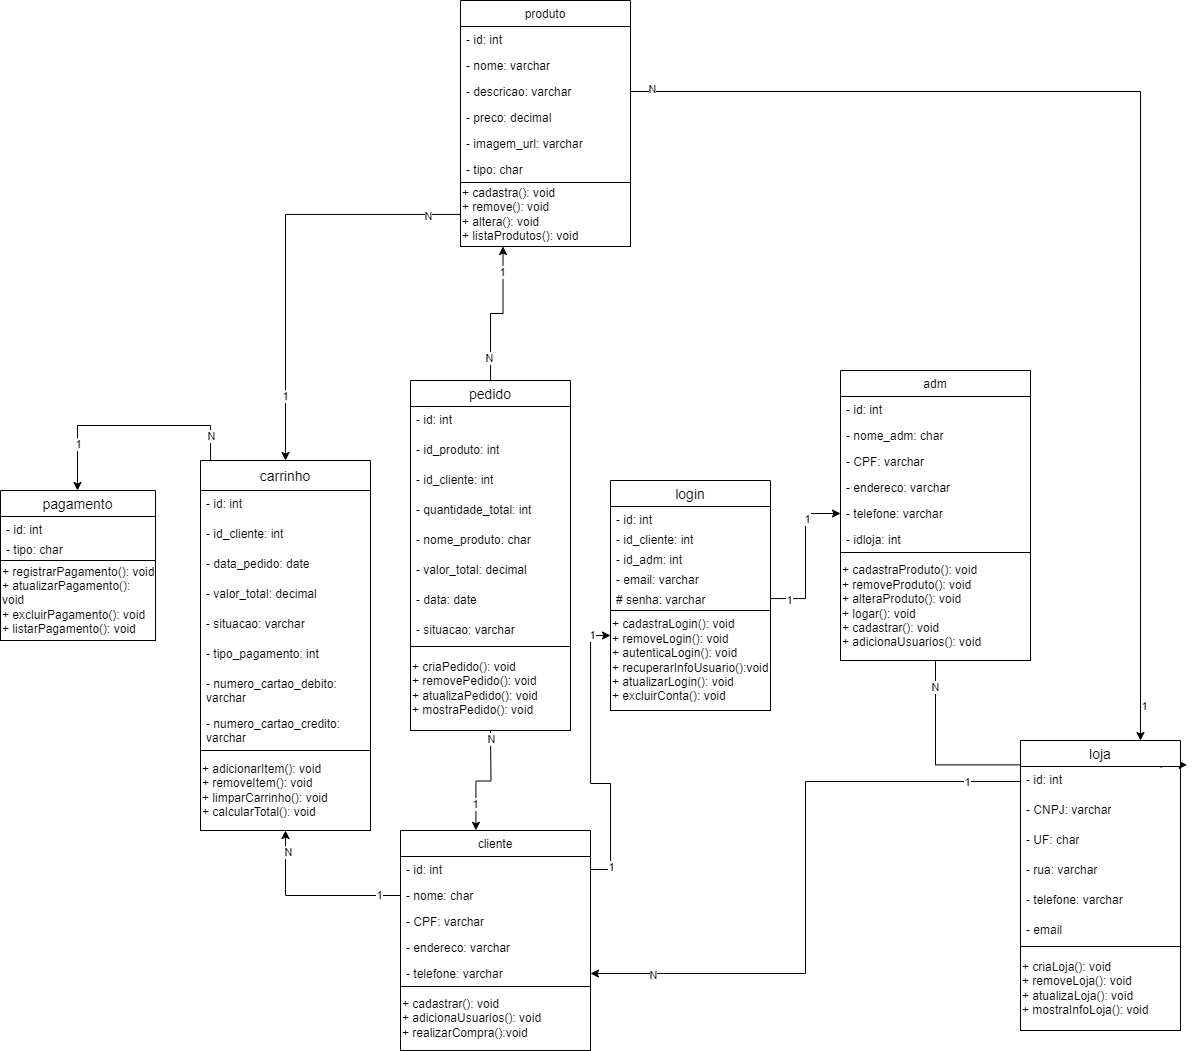 produto
- id: int
- nome: varchar
- descricao: varchar
- preco: decimal
- imagem_url: varchar
- tipo: char
+ cadastra(): void
+ remove(): void
+ altera(): void
+ listaProdutos(): void
N
N
1
1
N
1
N
1
pagamento
- id: int
- tipo: char
+ registrarPagamento(): void
+ atualizarPagamento():
void
+ excluirPagamento(): void
+ listarPagamento(): void
carrinho
- id: int
- id_cliente: int
- data_pedido: date
- valor_total: decimal
- situacao: varchar
- tipo_pagamento: int
- numero_cartao_debito:
varchar
- numero_cartao_credito:
varchar
+ adicionarItem(): void
+ removeItem(): void
+ limparCarrinho(): void
+ calcularTotal(): void
pedido
- id: int
- id_produto: int
- id_cliente: int
- quantidade_total: int
- nome_produto: char
- valor_total: decimal
- data: date
- situacao: varchar
+ criaPedido(): void
+ removePedido(): void
+ atualizaPedido(): void
+ mostraPedido(): void
login
- id: int
- id_cliente: int
- id_adm: int
- email: varchar
# senha: varchar
+ cadastraLogin(): void
+ removeLogin(): void
+ autenticaLogin(): void
+ recuperarInfoUsuario():void
+ atualizarLogin(): void
+ excluirConta(): void
1
1
1
adm
- id: int
- nome_adm: char
- CPF: varchar
- endereco: varchar
- telefone: varchar
- idloja: int
+ cadastraProduto(): void
+ removeProduto(): void
+ alteraProduto(): void
+ logar(): void
+ cadastrar(): void
+ adicionaUsuarios(): void
N
1
loja
- id: int
- CNPJ: varchar
- UF: char
- rua: varchar
- telefone: varchar
- email
+ criaLoja(): void
+ removeLoja(): void
+ atualizaLoja(): void
+ mostraInfoLoja(): void
N
1
N
1
cliente
- id: int
- nome: char
- CPF: varchar
- endereco: varchar
- telefone: varchar
+ cadastrar(): void
+ adicionaUsuarios(): void
+ realizarCompra():void
1
N